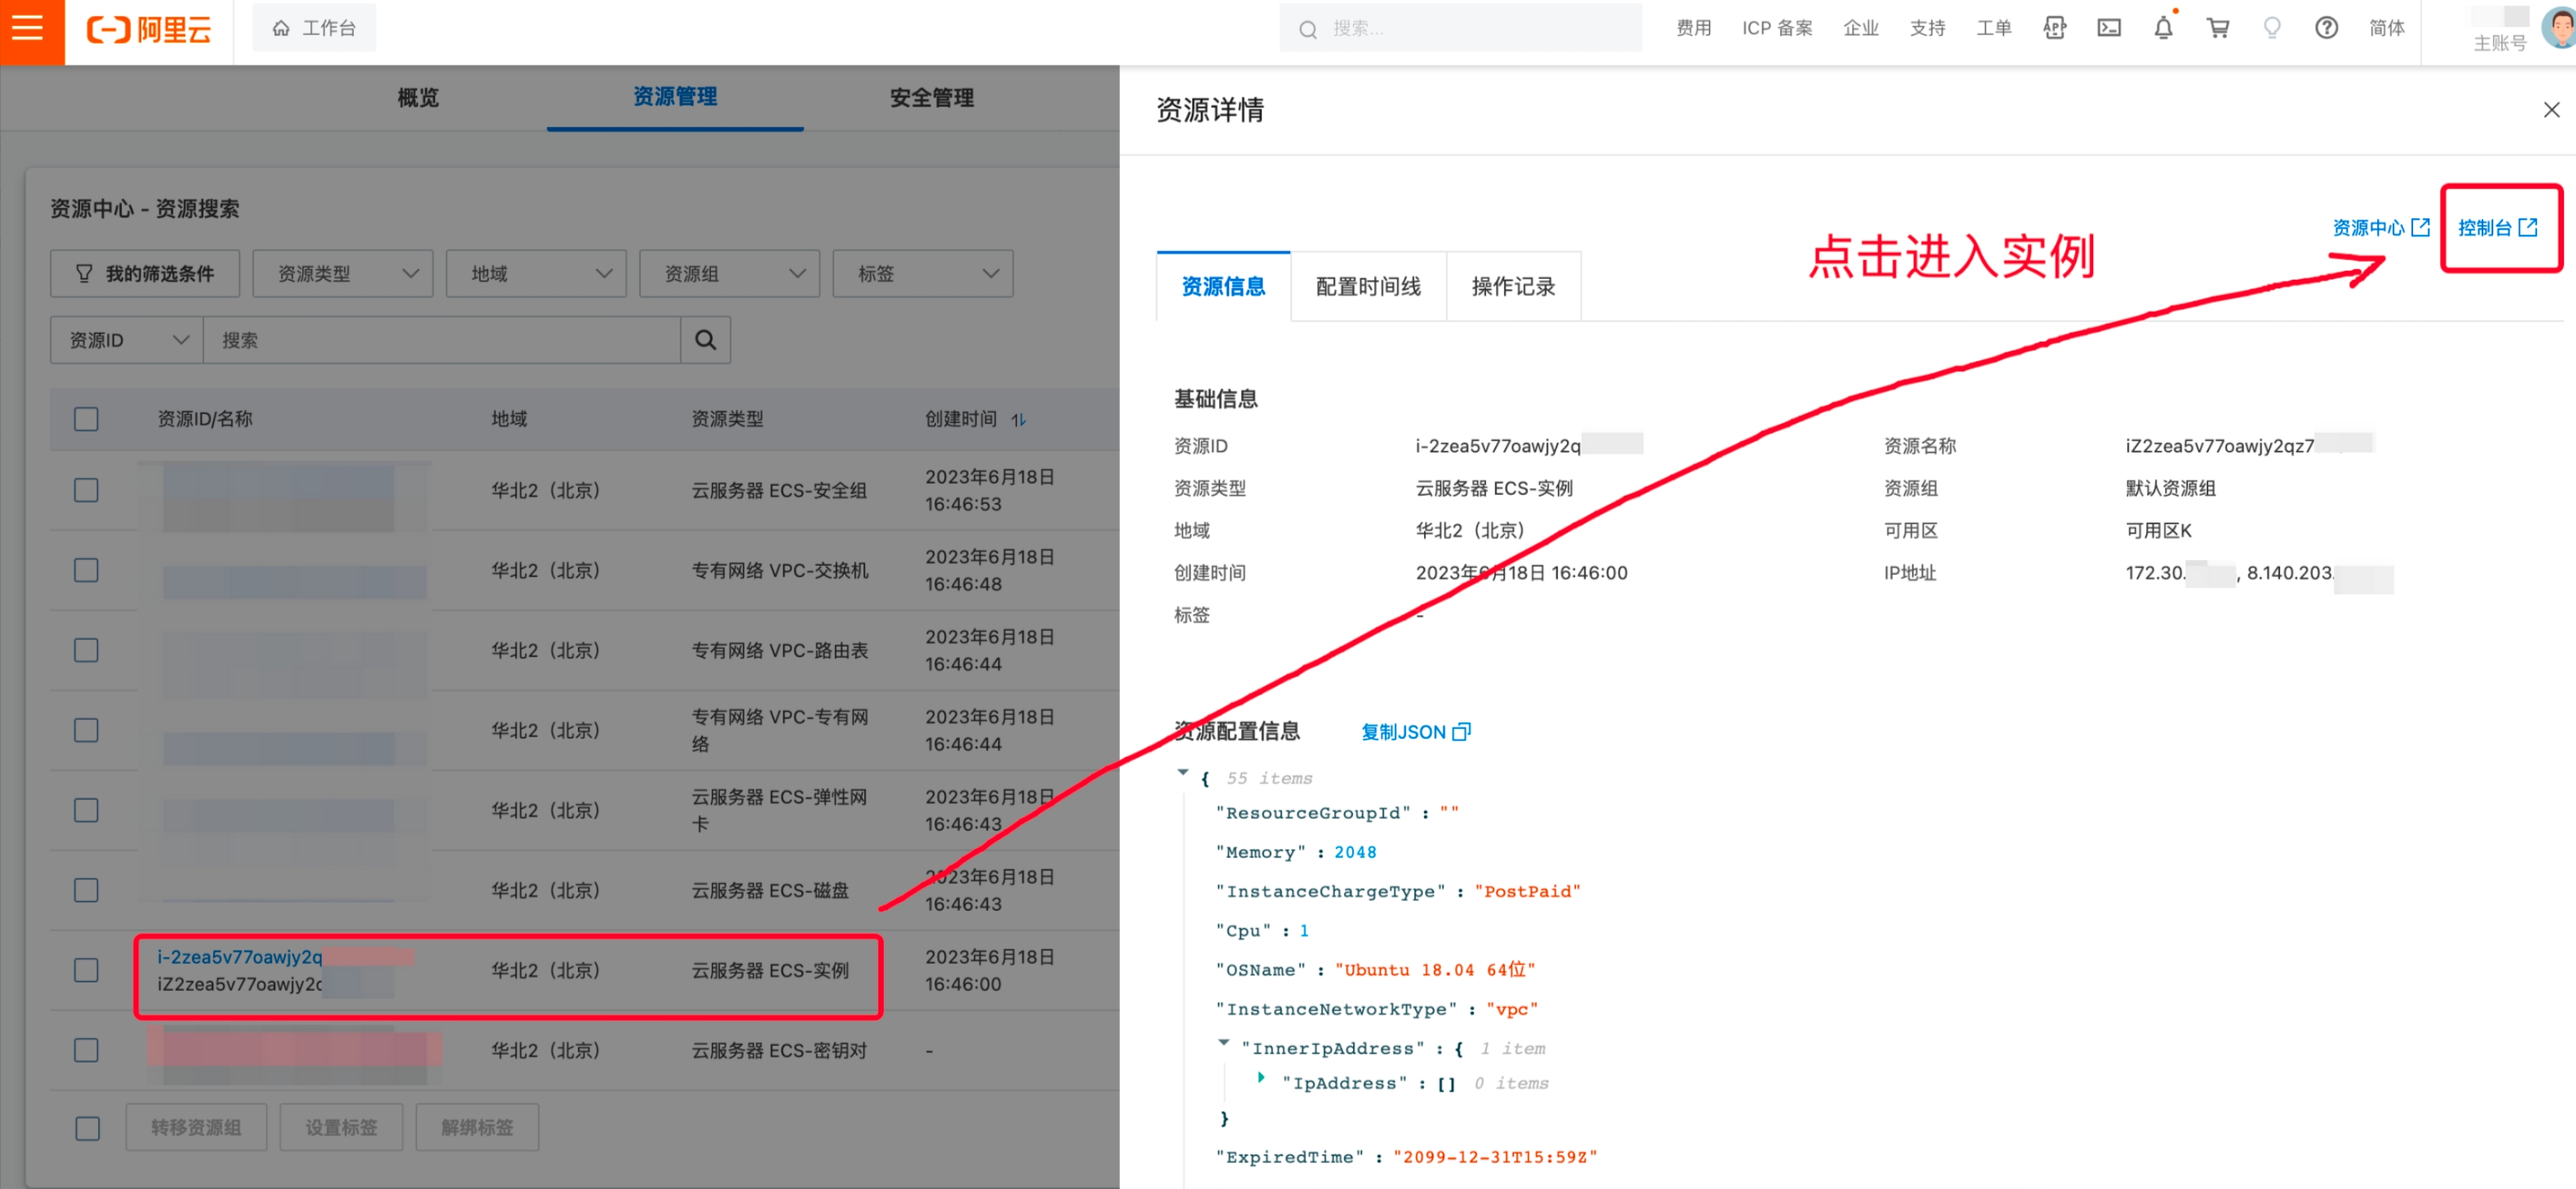 阿里云
工作台
搜索...
费用
ICP 备案
企业
支持
工单
简体
主账号
概览
资源管理
安全管理
资源中心 - 资源搜索
我的筛选条件
资源类型
地域
资源组
标签
资源ID
搜索
资源ID/名称
地域
资源类型
创建时间
华北2（北京）
云服务器 ECS-安全组
2023年6月18日
16:46:53
华北2（北京）
专有网络 VPC-交换机
2023年6月18日
16:46:48
华北2（北京）
专有网络 VPC-路由表
2023年6月18日
16:46:44
华北2（北京）
专有网络 VPC-专有网
络
2023年6月18日
16:46:44
华北2（北京）
云服务器 ECS-弹性网
卡
2023年6月18日
16:46:43
华北2（北京）
云服务器 ECS-磁盘
2023年6月18日
16:46:43
i-2zea5v77oawjy2q
iZ2zea5v77oawjy2
华北2（北京）
云服务器 ECS-实例
2023年6月18日
16:46:00
华北2（北京）
云服务器 ECS-密钥对
-
转移资源组
设置标签
解绑标签
资源详情
点击进入实例
资源中心
控制台
资源信息
配置时间线
操作记录
基础信息
资源ID
i-2zea5v77oawjy2q
资源名称
iZ2zea5v77oawjy2qz7
资源类型
云服务器 ECS-实例
资源组
默认资源组
地域
华北2（北京）
可用区
可用区K
创建时间
2023年6月18日 16:46:00
IP地址
172.30. , 8.140.203.
标签
-
资源配置信息
复制JSON
{ 55 items
"ResourceGroupId" : ""
"Memory" : 2048
"InstanceChargeType" : "PostPaid"
"Cpu" : 1
"OSName" : "Ubuntu 18.04 64位"
"InstanceNetworkType" : "vpc"
"InnerIpAddress" : { 1 item
"IpAddress" : [] 0 items
}
"ExpiredTime" : "2099-12-31T15:59Z"